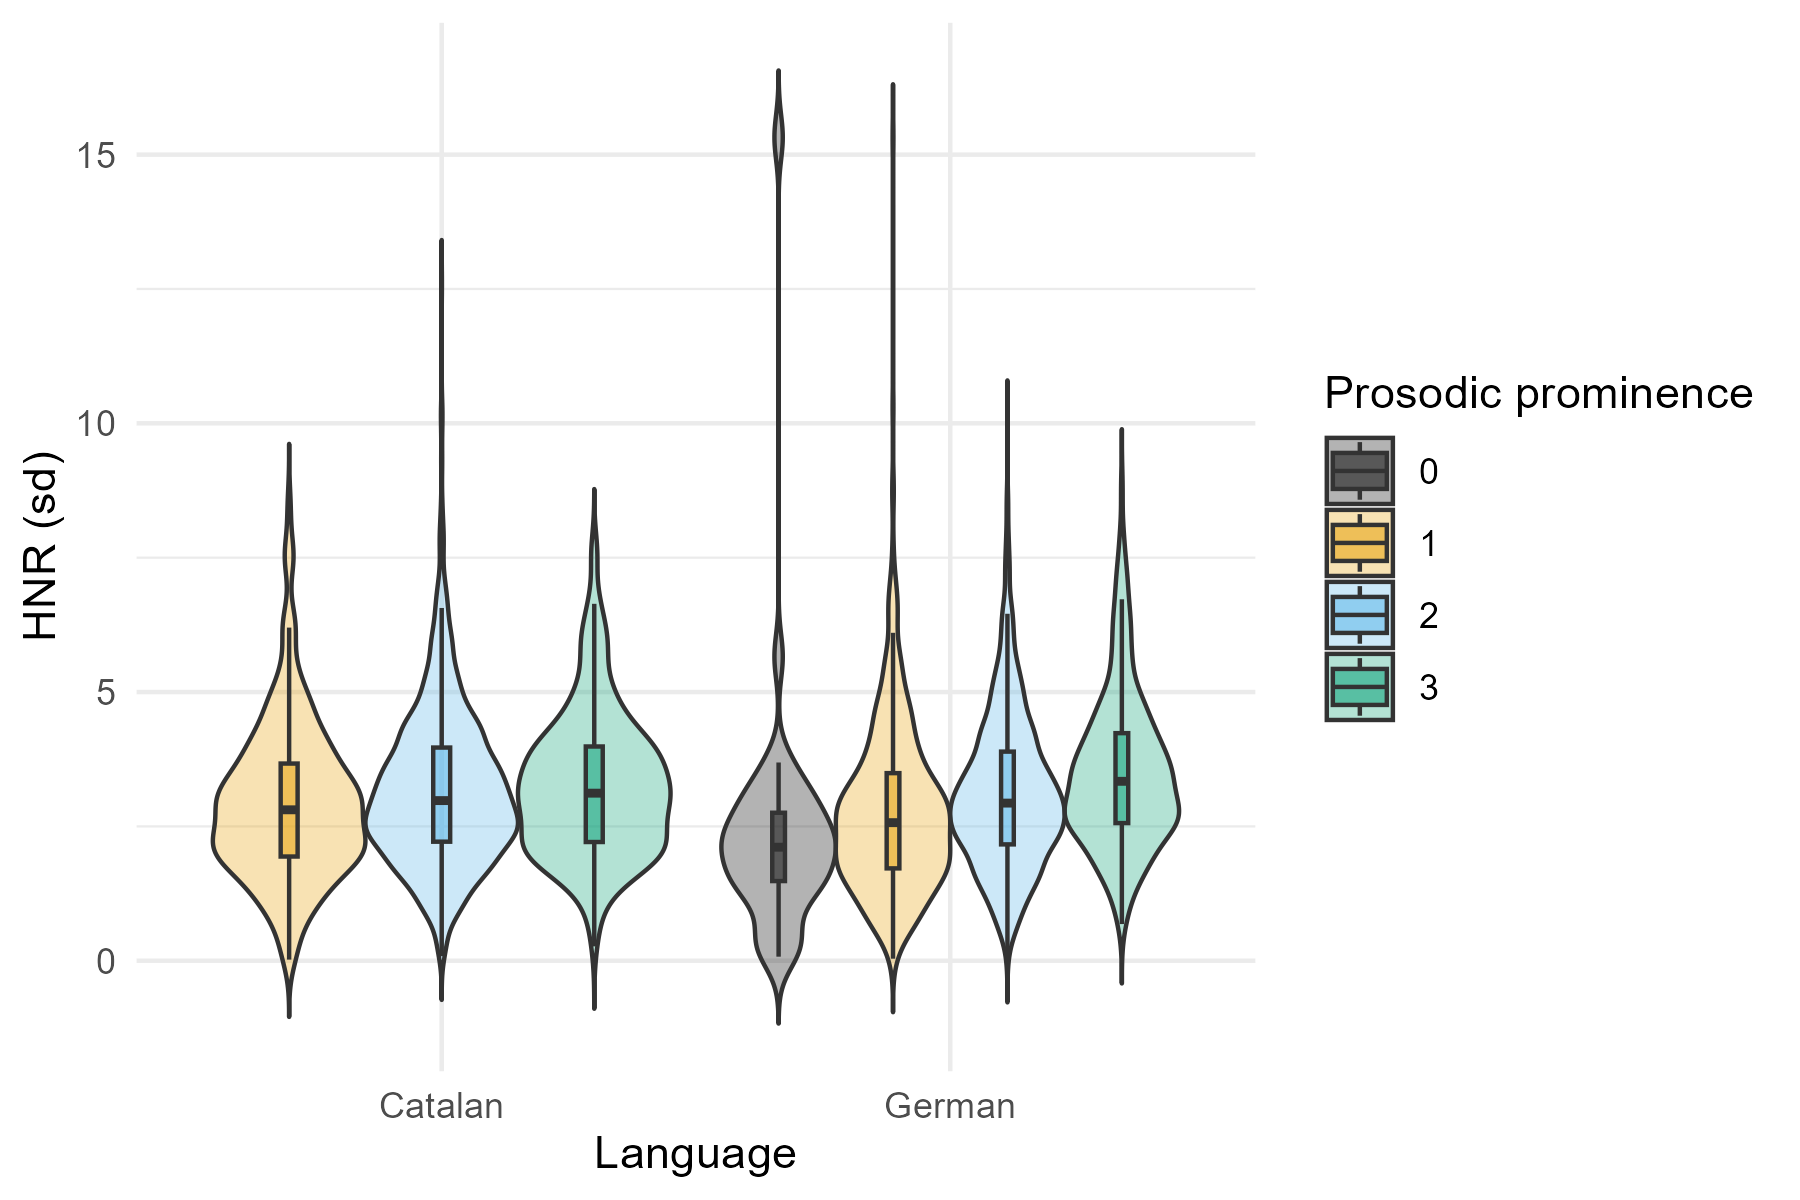 HNR (sd)
15
10
5
0
Catalan
German
Language
Prosodic prominence
0
1
2
3